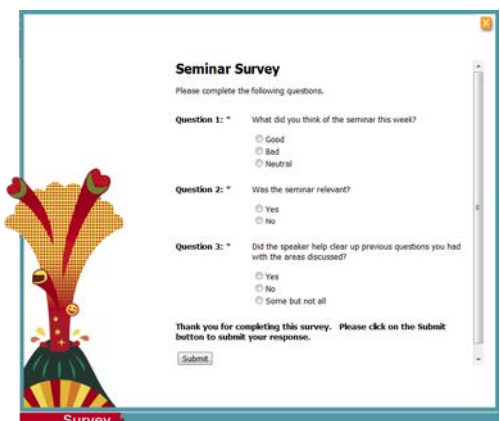 Seminar Survey
Please complete the following questions.
Question 1: * What did you think of the seminar this week?
Good
Bad
Neutral
Question 2: * Was the seminar relevant?
Yes
No
Question 3: * Did the speaker help clear up previous questions you had
with the areas discussed?
Yes
No
Some but not all
Thank you for completing this survey. Please click on the Submit
button to submit your response.
Submit
Survey